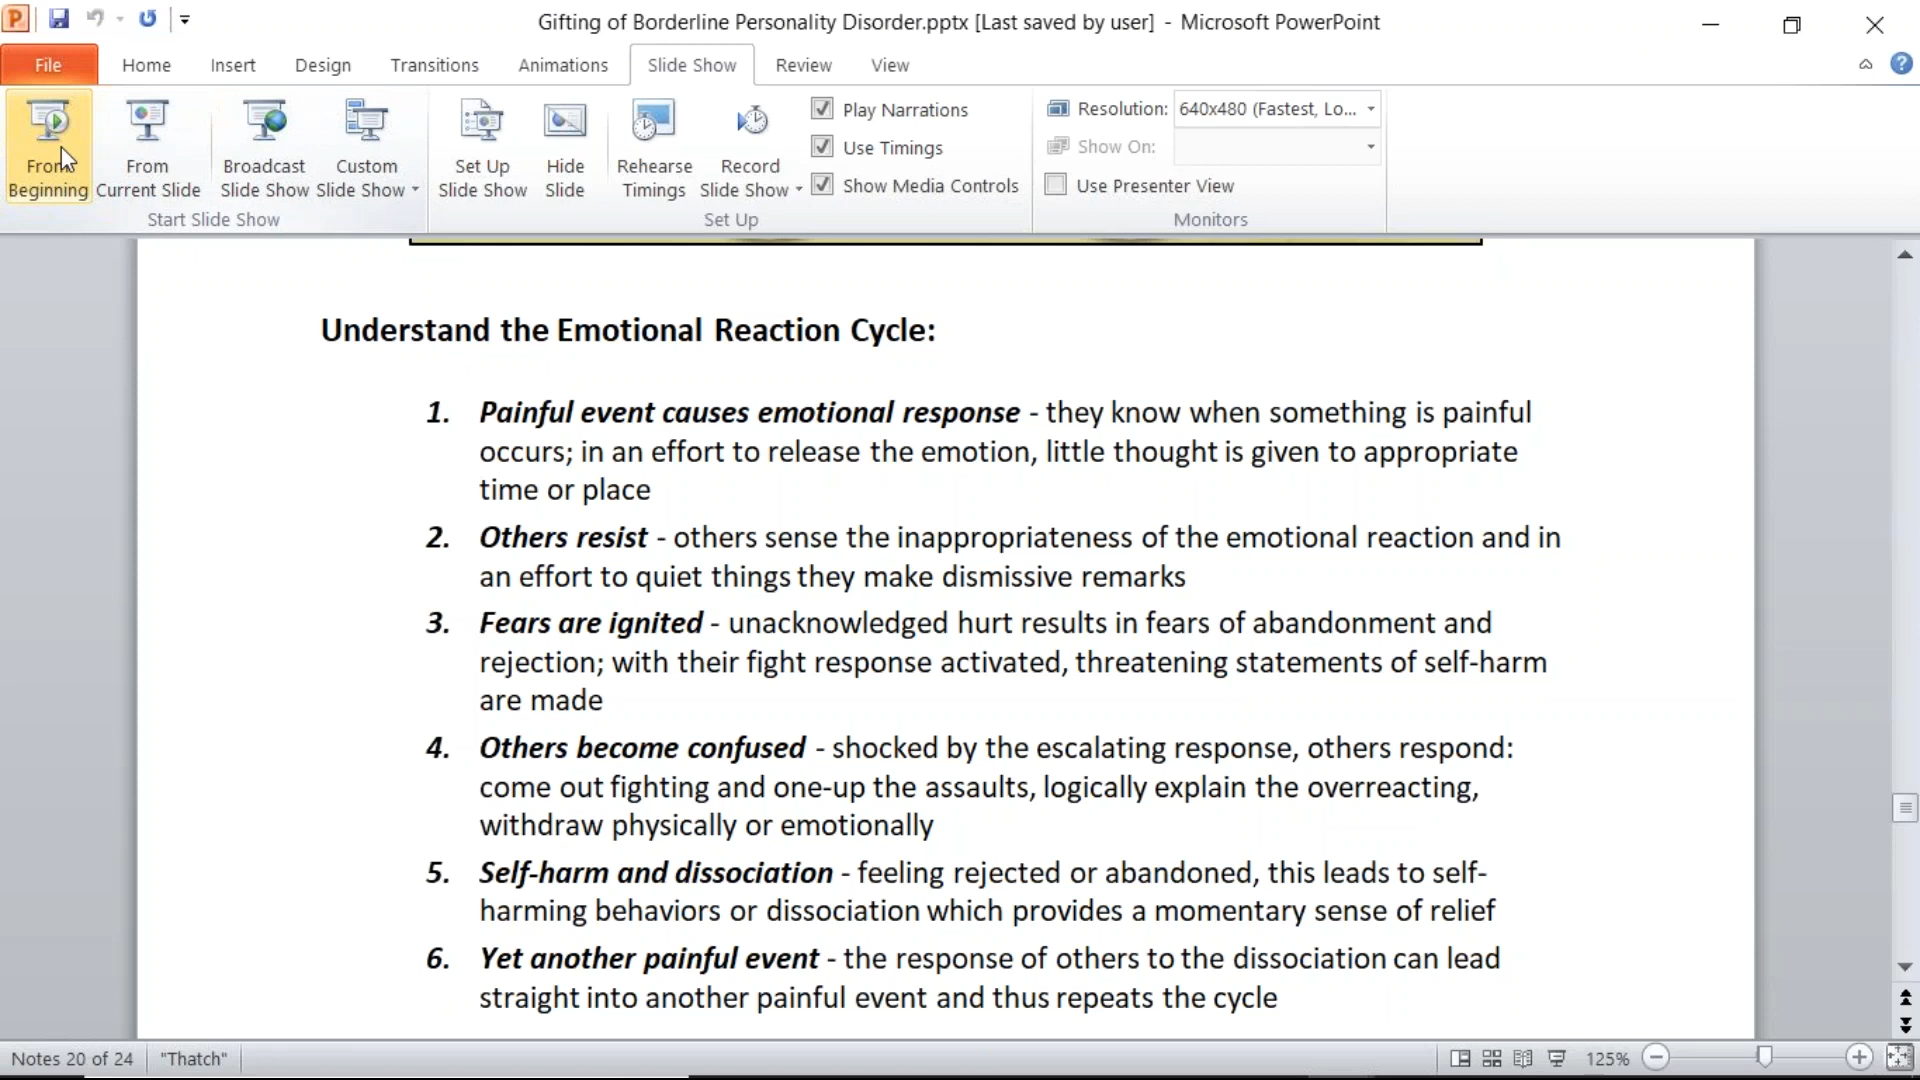 Gifting of Borderline Personality Disorder.pptx [Last saved by user] - Microsoft PowerPoint
File Home Insert Design Transitions Animations Slide Show Review View
From Beginning
From Current Slide
Broadcast Slide Show
Custom Slide Show
Start Slide Show
Set Up Slide Show
Hide Slide
Rehearse Timings
Record Slide Show
Play Narrations
Use Timings
Show Media Controls
Set Up
Resolution: 640x480 (Fastest, Lo...
Show On:
Use Presenter View
Monitors
Understand the Emotional Reaction Cycle:
1. Painful event causes emotional response - they know when something is painful
occurs; in an effort to release the emotion, little thought is given to appropriate
time or place
2. Others resist - others sense the inappropriateness of the emotional reaction and in
an effort to quiet things they make dismissive remarks
3. Fears are ignited - unacknowledged hurt results in fears of abandonment and
rejection; with their fight response activated, threatening statements of self-harm
are made
4. Others become confused - shocked by the escalating response, others respond:
come out fighting and one-up the assaults, logically explain the overreacting,
withdraw physically or emotionally
5. Self-harm and dissociation - feeling rejected or abandoned, this leads to self-
harming behaviors or dissociation which provides a momentary sense of relief
6. Yet another painful event - the response of others to the dissociation can lead
straight into another painful event and thus repeats the cycle
Notes 20 of 24 "Thatch" 125%